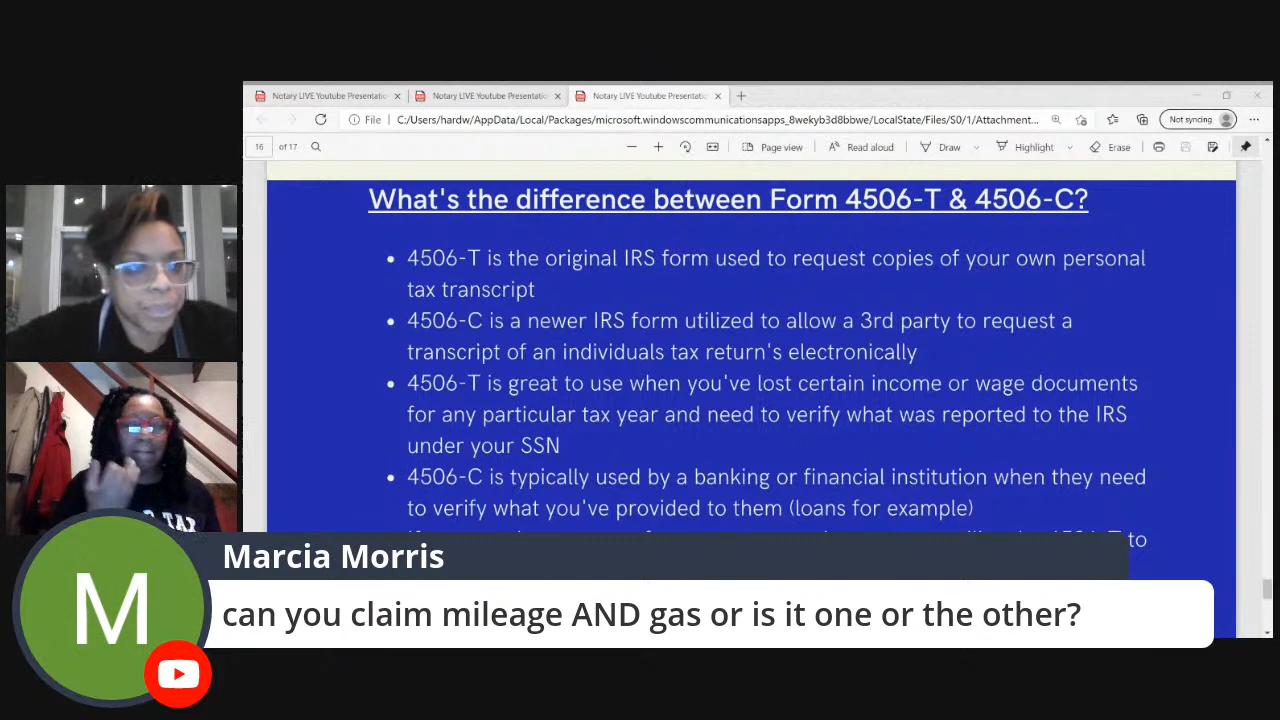 Notary LIVE Youtube Presentatio
Notary LIVE Youtube Presentatio
Notary LIVE Youtube Presentatio
File
C:/Users/hardw/AppData/Local/Packages/microsoft.windowscommunicationsapps_8wekyb3d8bbwe/LocalState/Files/S0/1/Attachment...
Not syncing
16 of 17
Page view
Read aloud
Draw
Highlight
Erase
What's the difference between Form 4506-T & 4506-C?
• 4506-T is the original IRS form used to request copies of your own personal
tax transcript
• 4506-C is a newer IRS form utilized to allow a 3rd party to request a
transcript of an individuals tax return's electronically
• 4506-T is great to use when you've lost certain income or wage documents
for any particular tax year and need to verify what was reported to the IRS
under your SSN
• 4506-C is typically used by a banking or financial institution when they need
to verify what you've provided to them (loans for example)
to
TAX
M
Marcia Morris
can you claim mileage AND gas or is it one or the other?